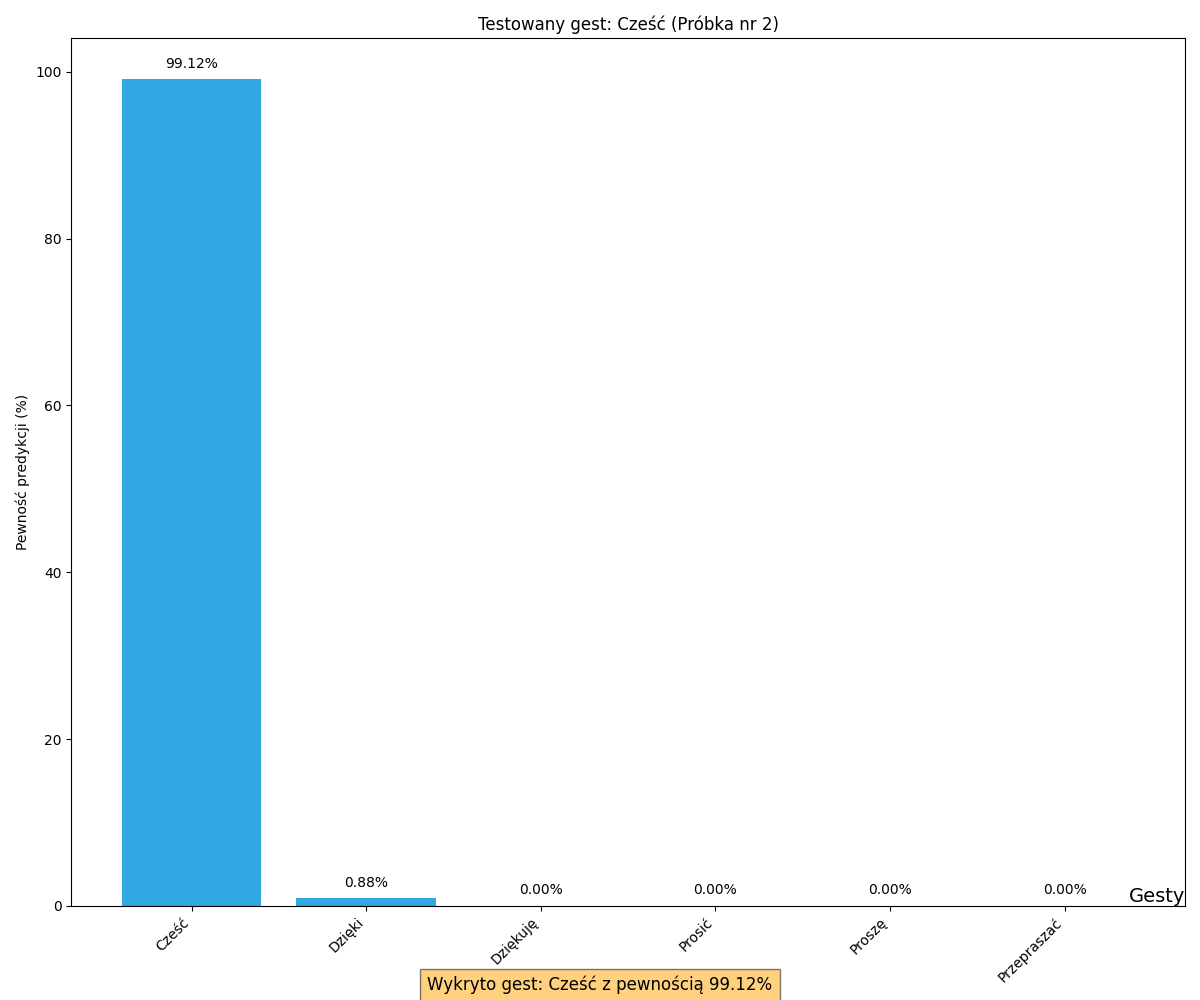 Testowany gest: Cześć (Próbka nr 2)
Pewność predykcji (%)
100
80
60
40
20
0
99.12%
0.88%
0.00%
0.00%
0.00%
0.00%
Gesty
Cześć
Dzięki
Dziękuję
Prosić
Proszę
Przepraszać
Wykryto gest: Cześć z pewnością 99.12%